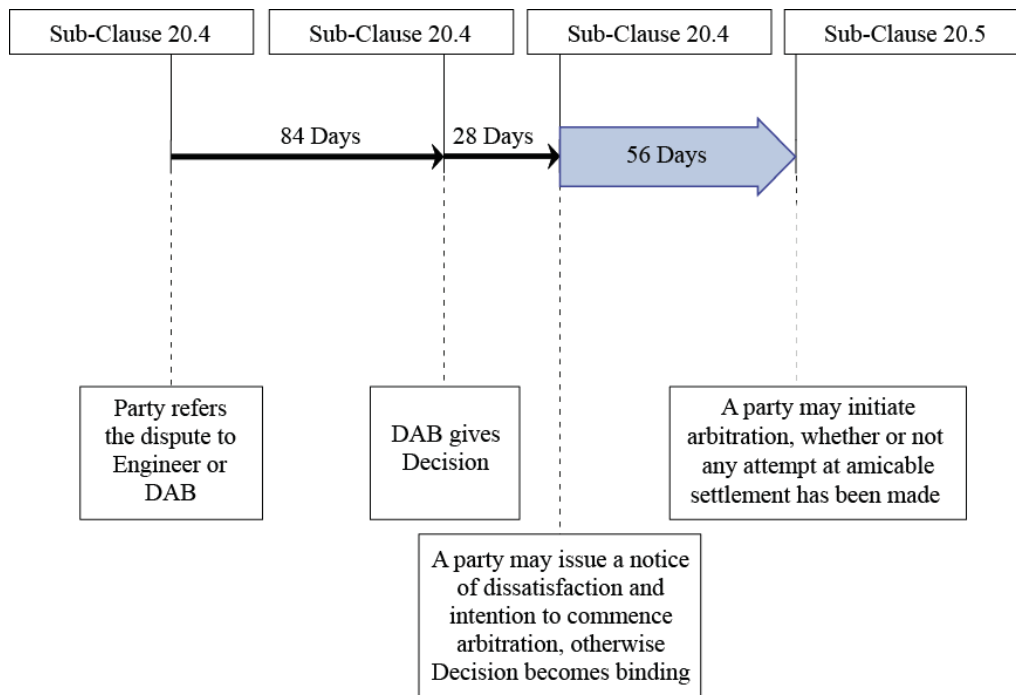 Sub-Clause 20.4
Sub-Clause 20.4
Sub-Clause 20.4
Sub-Clause 20.5
84 Days
28 Days
56 Days
Party refers
the dispute to
Engineer or
DAB
DAB gives
Decision
A party may issue a notice
of dissatisfaction and
intention to commence
arbitration, otherwise
Decision becomes binding
A party may initiate
arbitration, whether or not
any attempt at amicable
settlement has been made